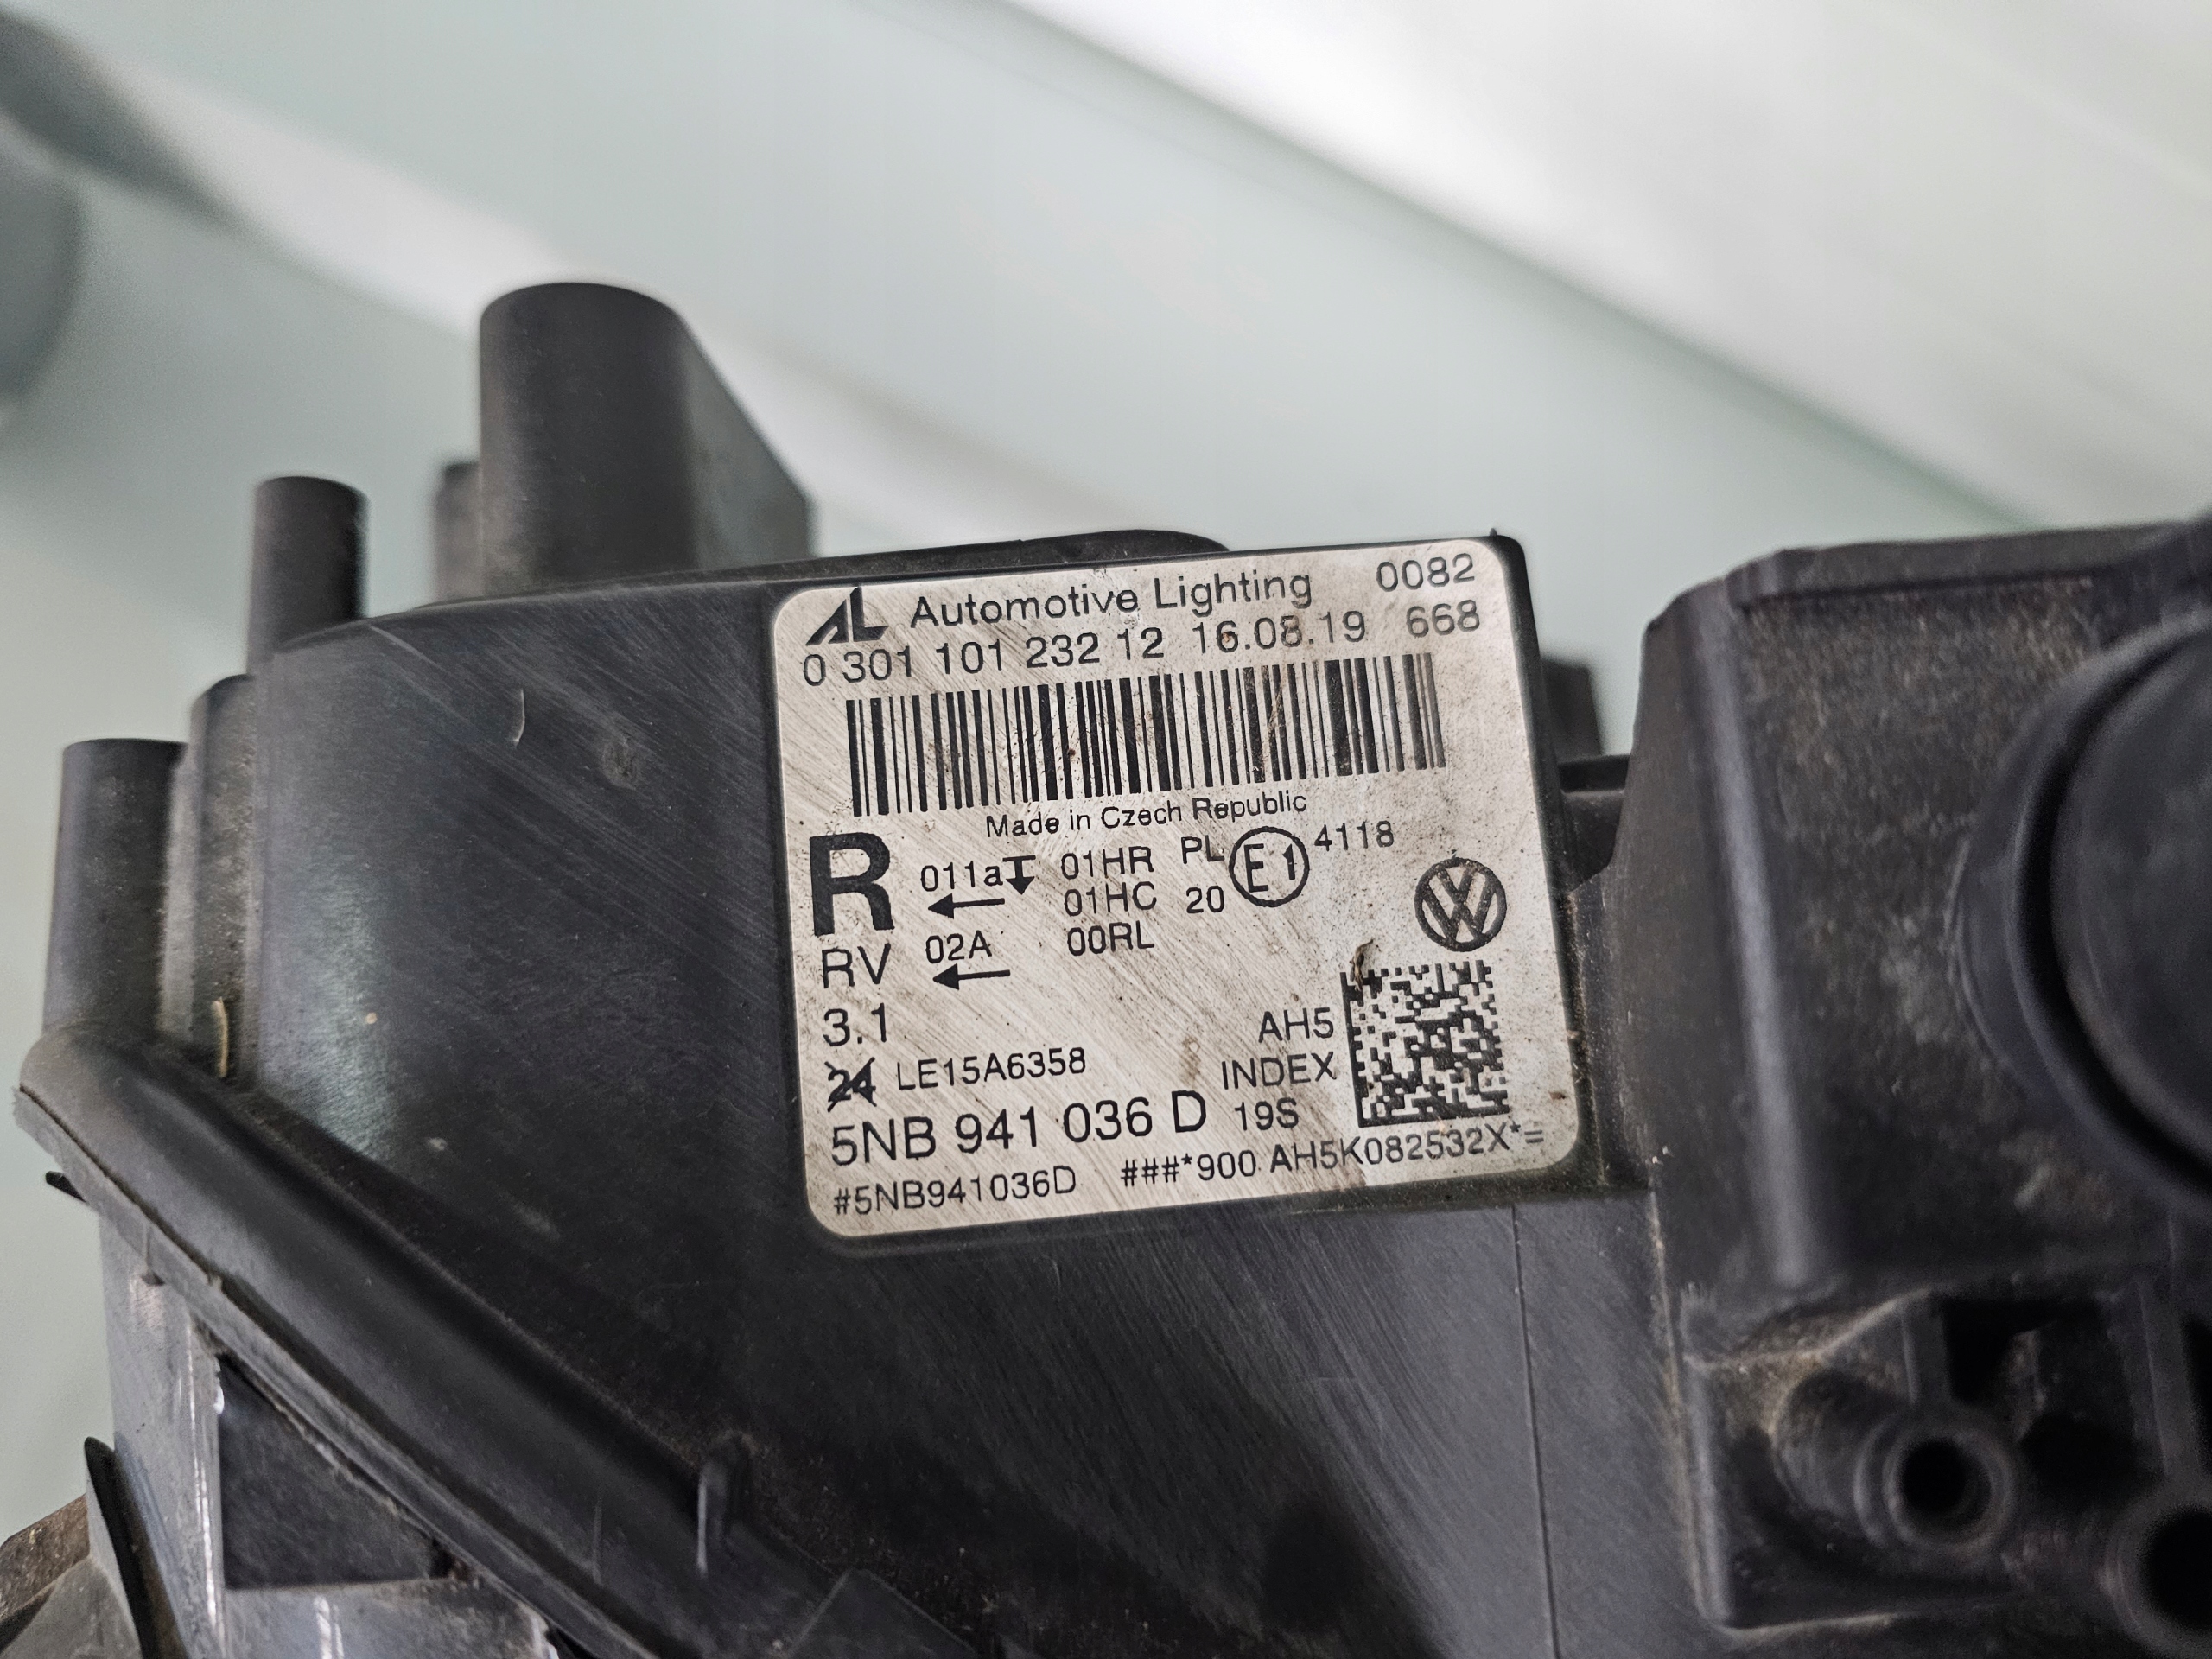 AL Automotive Lighting 0082
0 301 101 232 12 16.08.19 668
Made in Czech Republic
R 011a 01HR PL E1 4118
01HC 20
RV 02A 00RL
VW
3.1
AH5
24 LE15A6358 INDEX
5NB 941 036 D 19S
#5NB941036D ###*900 AH5K082532X*=